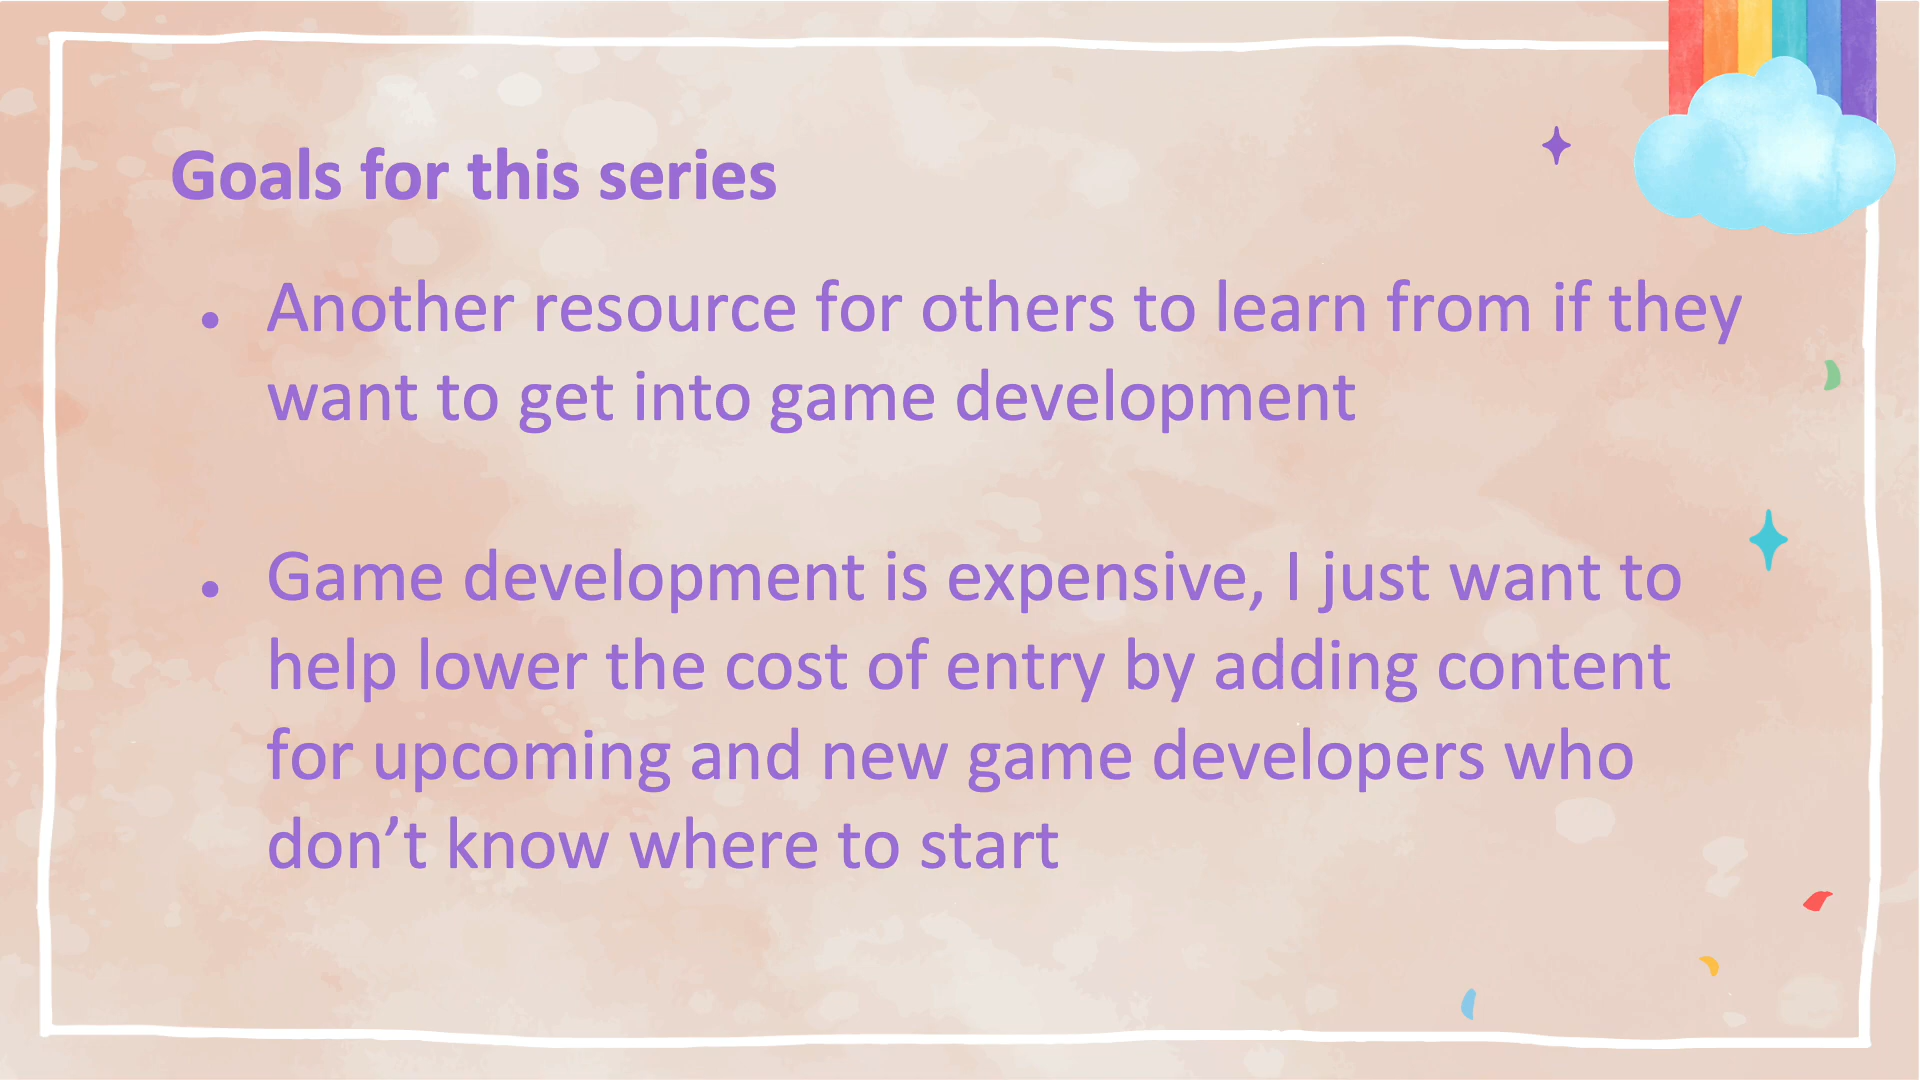 Goals for this series
• Another resource for others to learn from if they
want to get into game development
• Game development is expensive, I just want to
help lower the cost of entry by adding content
for upcoming and new game developers who
don’t know where to start